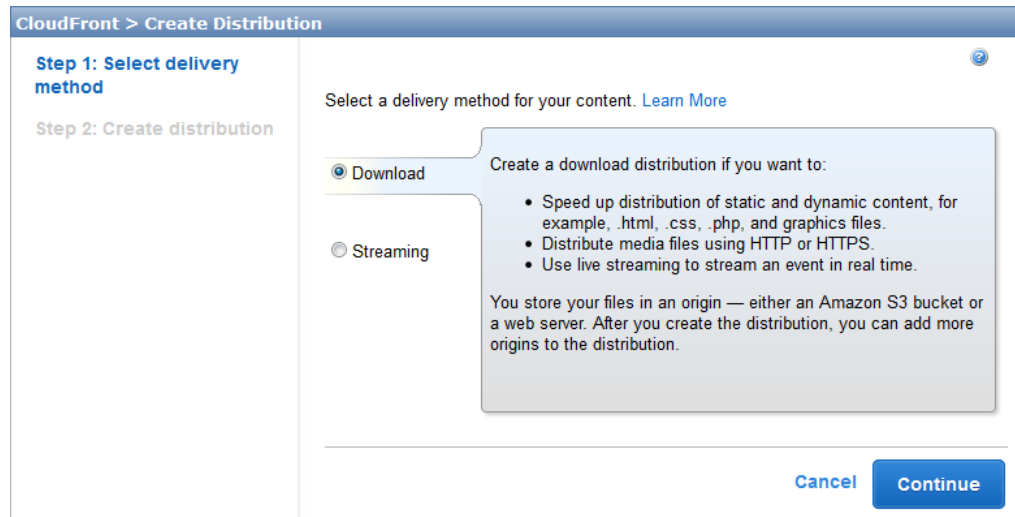 CloudFront > Create Distribution
Step 1: Select delivery
method
Step 2: Create distribution
Select a delivery method for your content. Learn More
Download
Streaming
Create a download distribution if you want to:
• Speed up distribution of static and dynamic content, for
example, .html, .css, .php, and graphics files.
• Distribute media files using HTTP or HTTPS.
• Use live streaming to stream an event in real time.
You store your files in an origin — either an Amazon S3 bucket or
a web server. After you create the distribution, you can add more
origins to the distribution.
Cancel
Continue